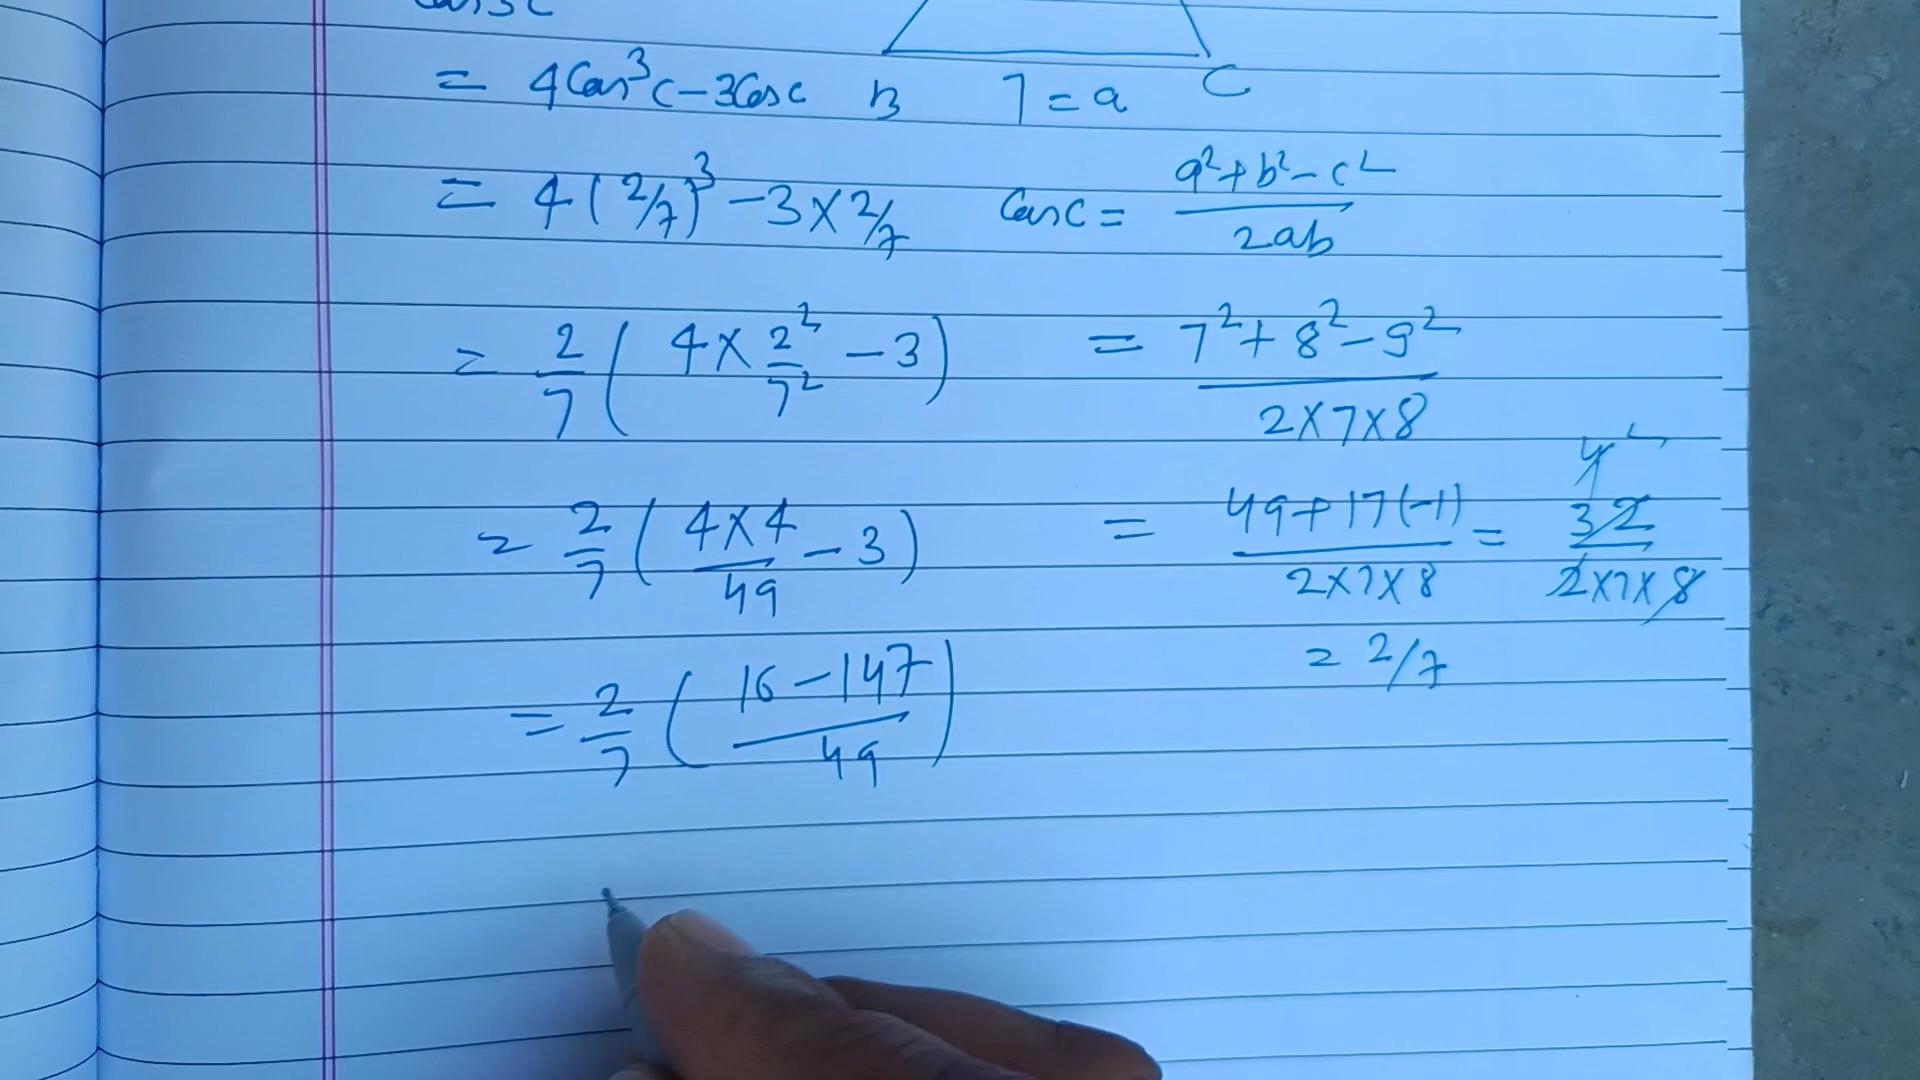 = 4Cos³c-3Cosc B 7=a C
= 4(2/7)³-3×2/7 CosC = (a²+b²-c²)/(2ab)
= 2/7 (4×2²/7² - 3) = (7²+8²-9²)/(2×7×8)
= 2/7 (4×4/49 - 3) = (49+17(-1))/(2×7×8) = 32/(2×7×8) 4 2
= 2/7 ((16-147)/49) = 2/7